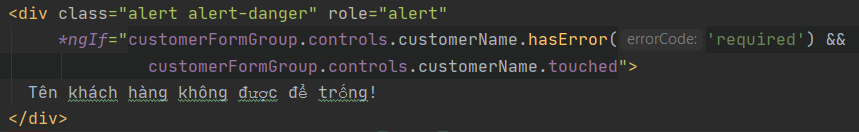 <div class="alert alert-danger" role="alert"
*ngIf="customerFormGroup.controls.customerName.hasError( errorCode: 'required') &&
customerFormGroup.controls.customerName.touched">
Tên khách hàng không được để trống!
</div>